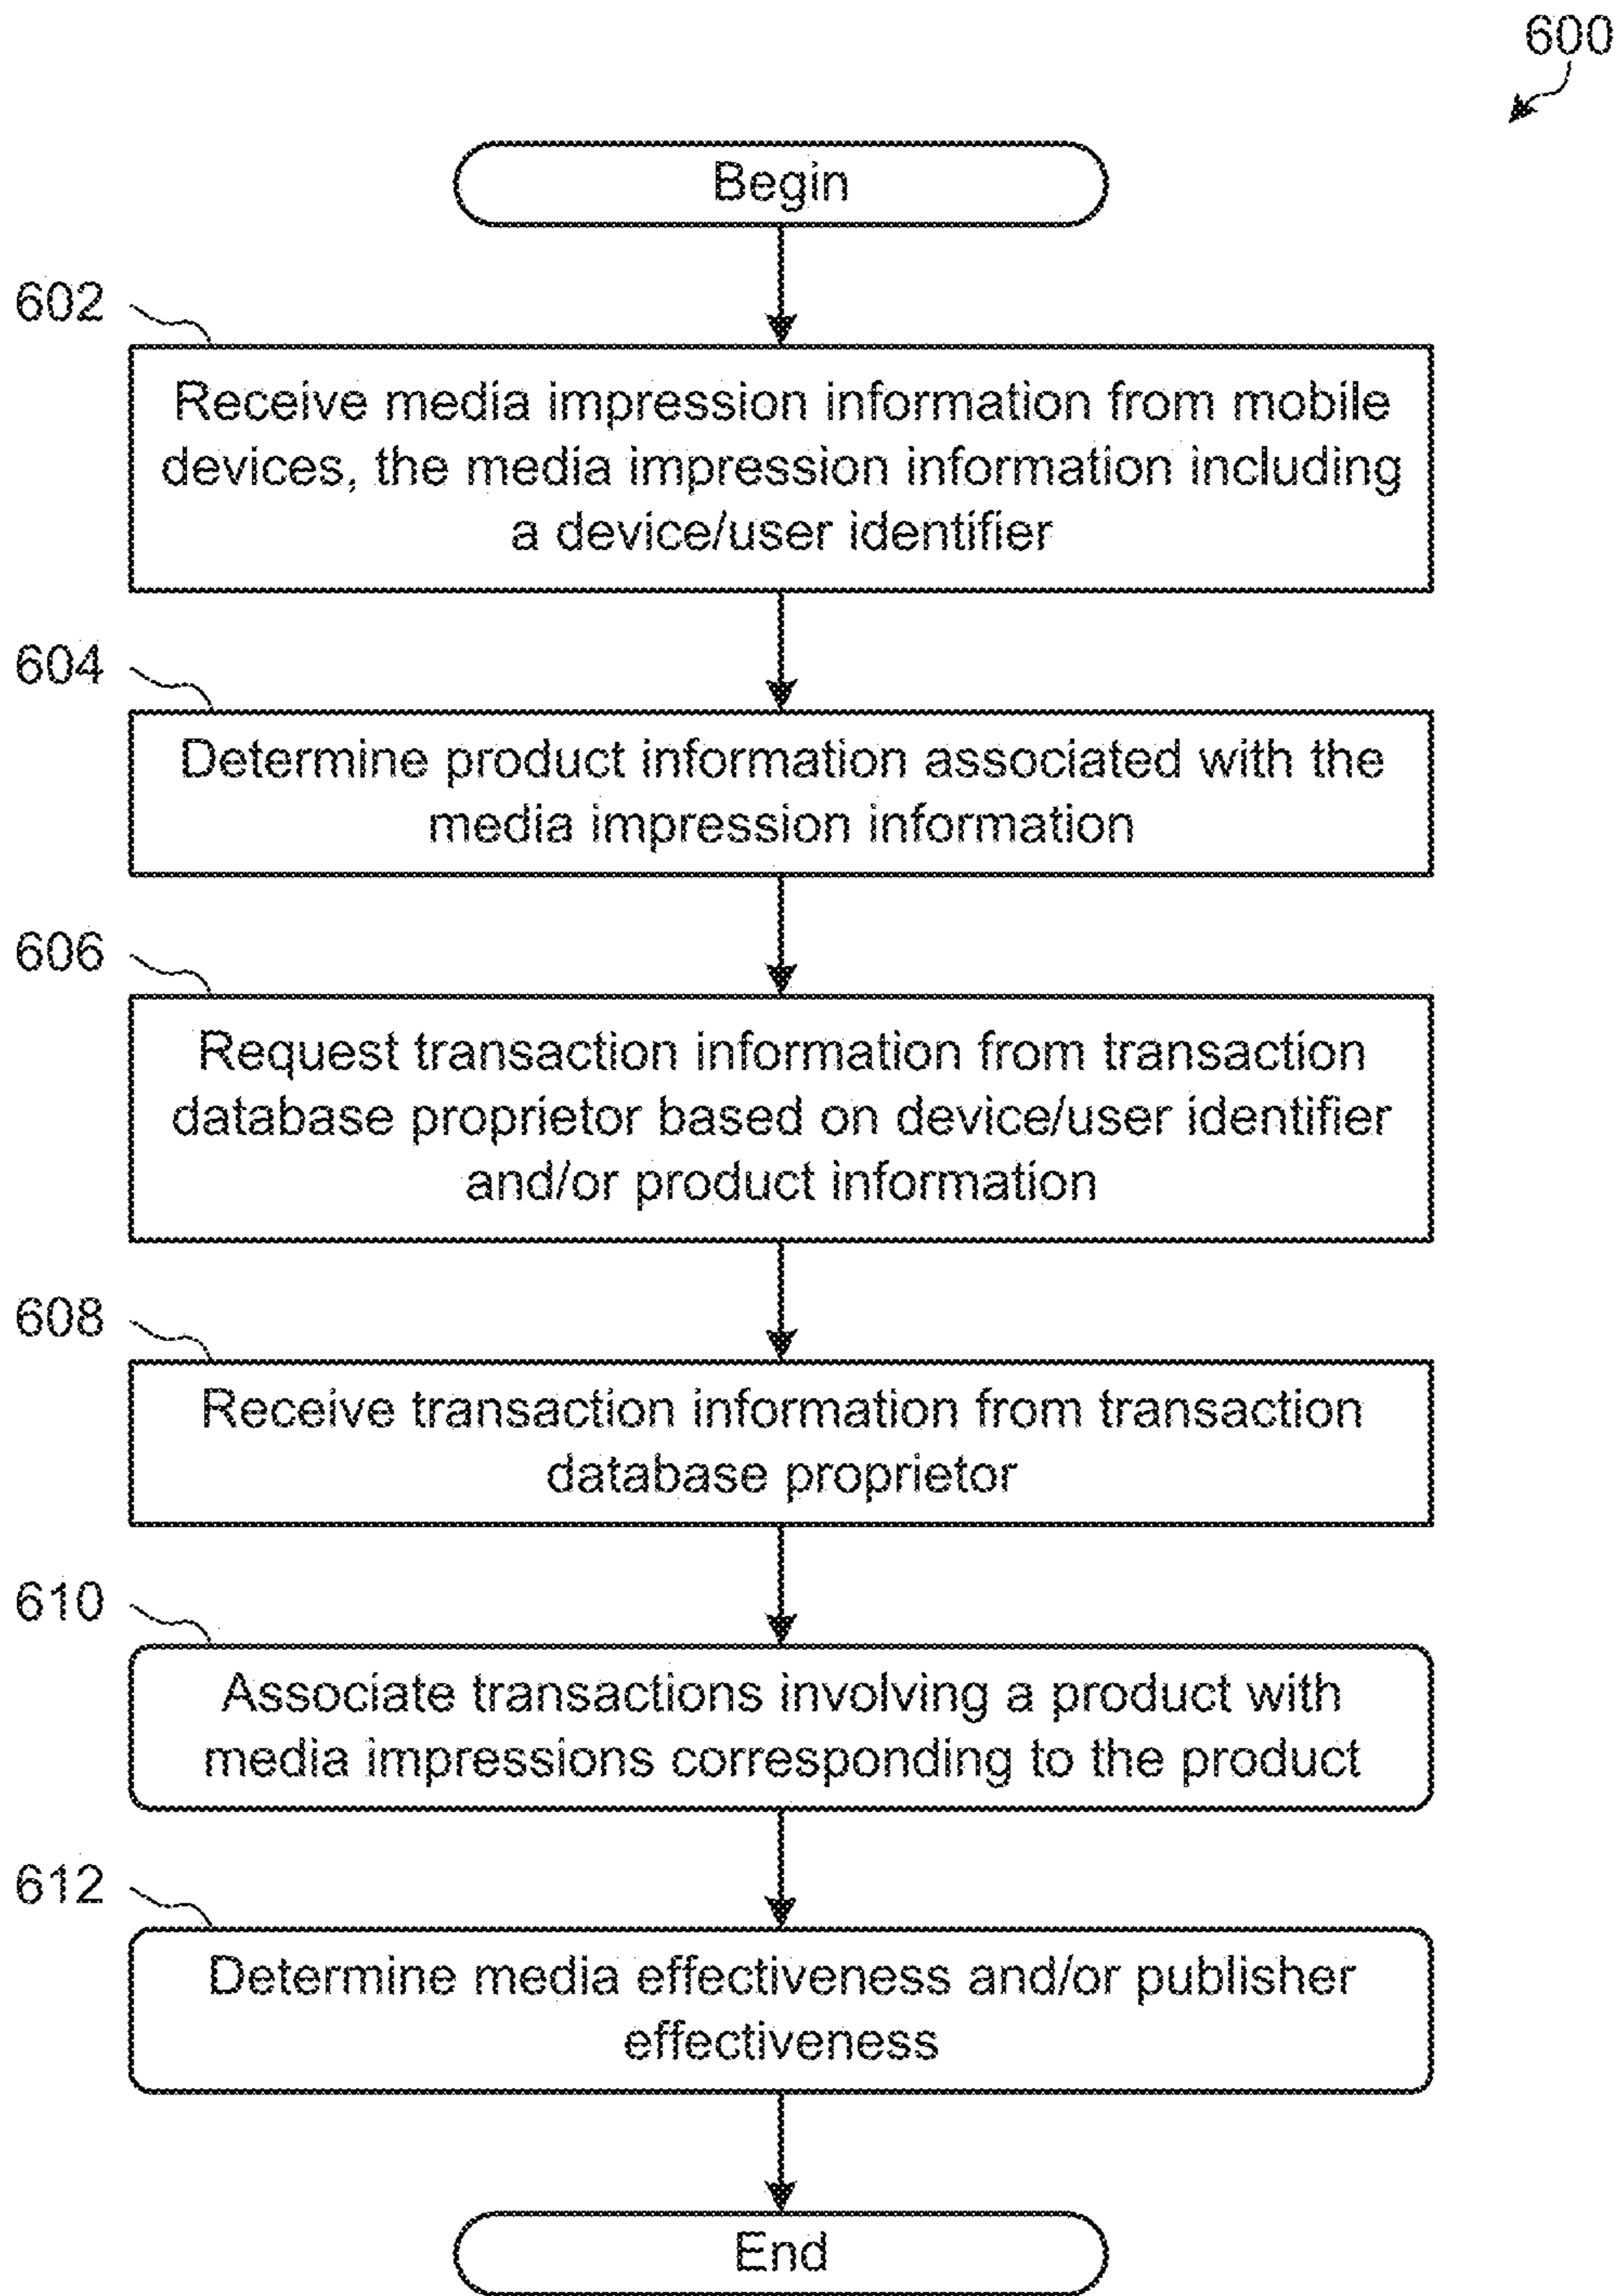 600
Begin
602
Receive media impression information from mobile
devices, the media impression information including
a device/user identifier
604
Determine product information associated with the
media impression information
606
Request transaction information from transaction
database proprietor based on device/user identifier
and/or product information
608
Receive transaction information from transaction
database proprietor
610
Associate transactions involving a product with
media impressions corresponding to the product
612
Determine media effectiveness and/or publisher
effectiveness
End